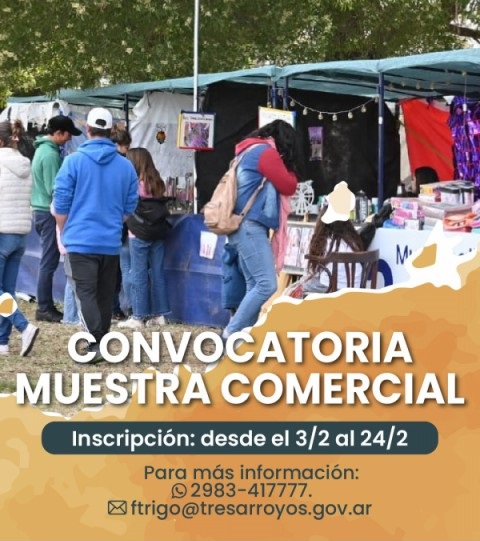 CONVOCATORIA
MUESTRA COMERCIAL
Inscripción: desde el 3/2 al 24/2
Para más información:
2983-417777.
ftrigo@tresarroyos.gov.ar